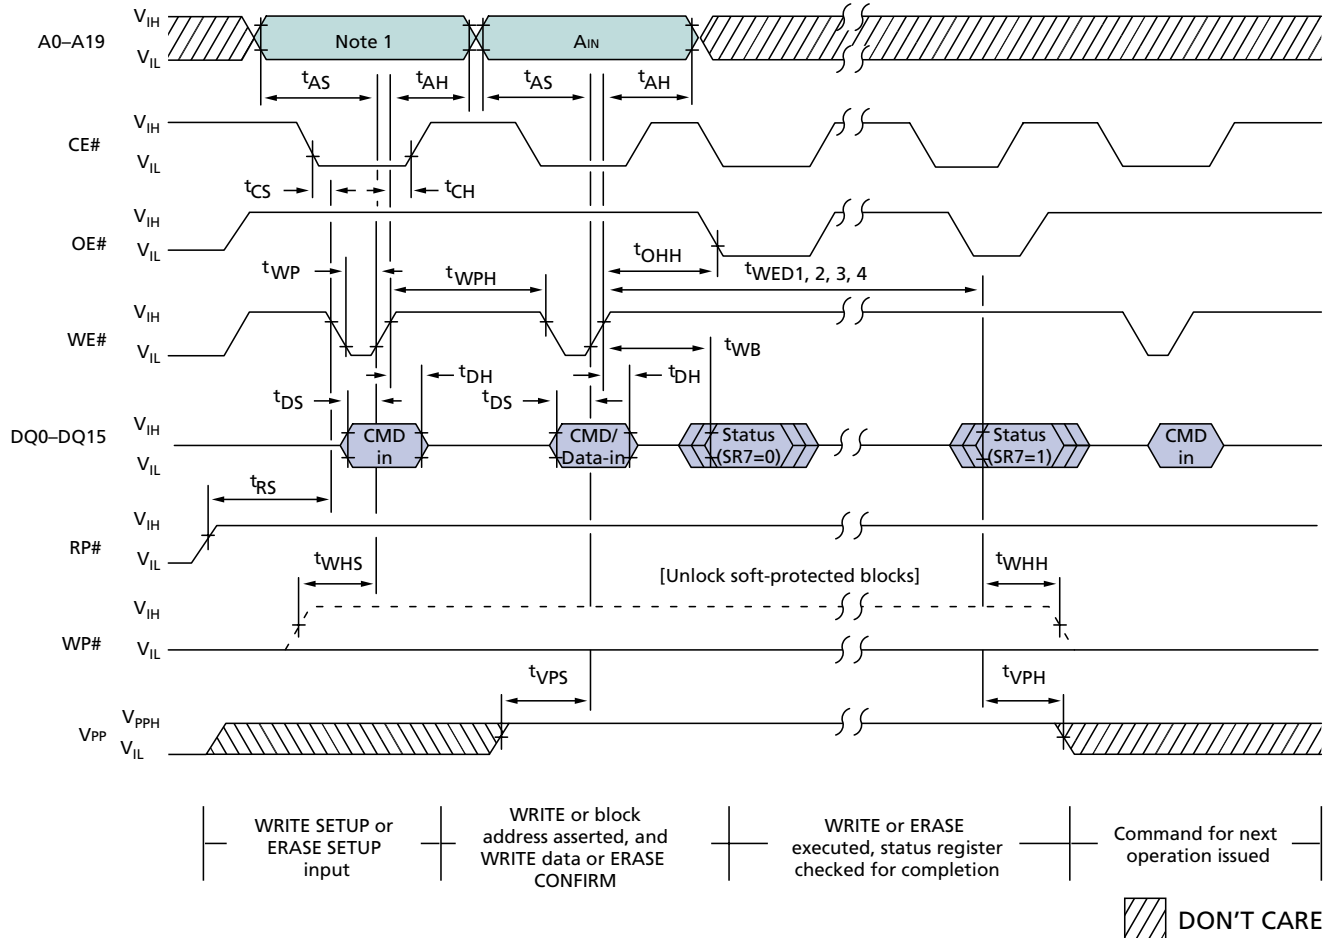 VIH
A0–A19
VIL
Note 1
AIN
tAS
tAH
tAS
tAH
VIH
CE#
VIL
tCS
tCH
VIH
OE#
VIL
tOHH
tWP
tWPH
tWED1, 2, 3, 4
VIH
WE#
VIL
tWB
tDH
tDH
tDS
tDS
VIH
DQ0–DQ15
VIL
CMD
in
CMD/
Data-in
Status
(SR7=0)
Status
(SR7=1)
CMD
in
tRS
VIH
RP#
VIL
tWHS
[Unlock soft-protected blocks]
tWHH
VIH
WP#
VIL
tVPS
tVPH
VPPH
VPP
VIL
WRITE SETUP or
ERASE SETUP
input
WRITE or block
address asserted, and
WRITE data or ERASE
CONFIRM
WRITE or ERASE
executed, status register
checked for completion
Command for next
operation issued
DON'T CARE